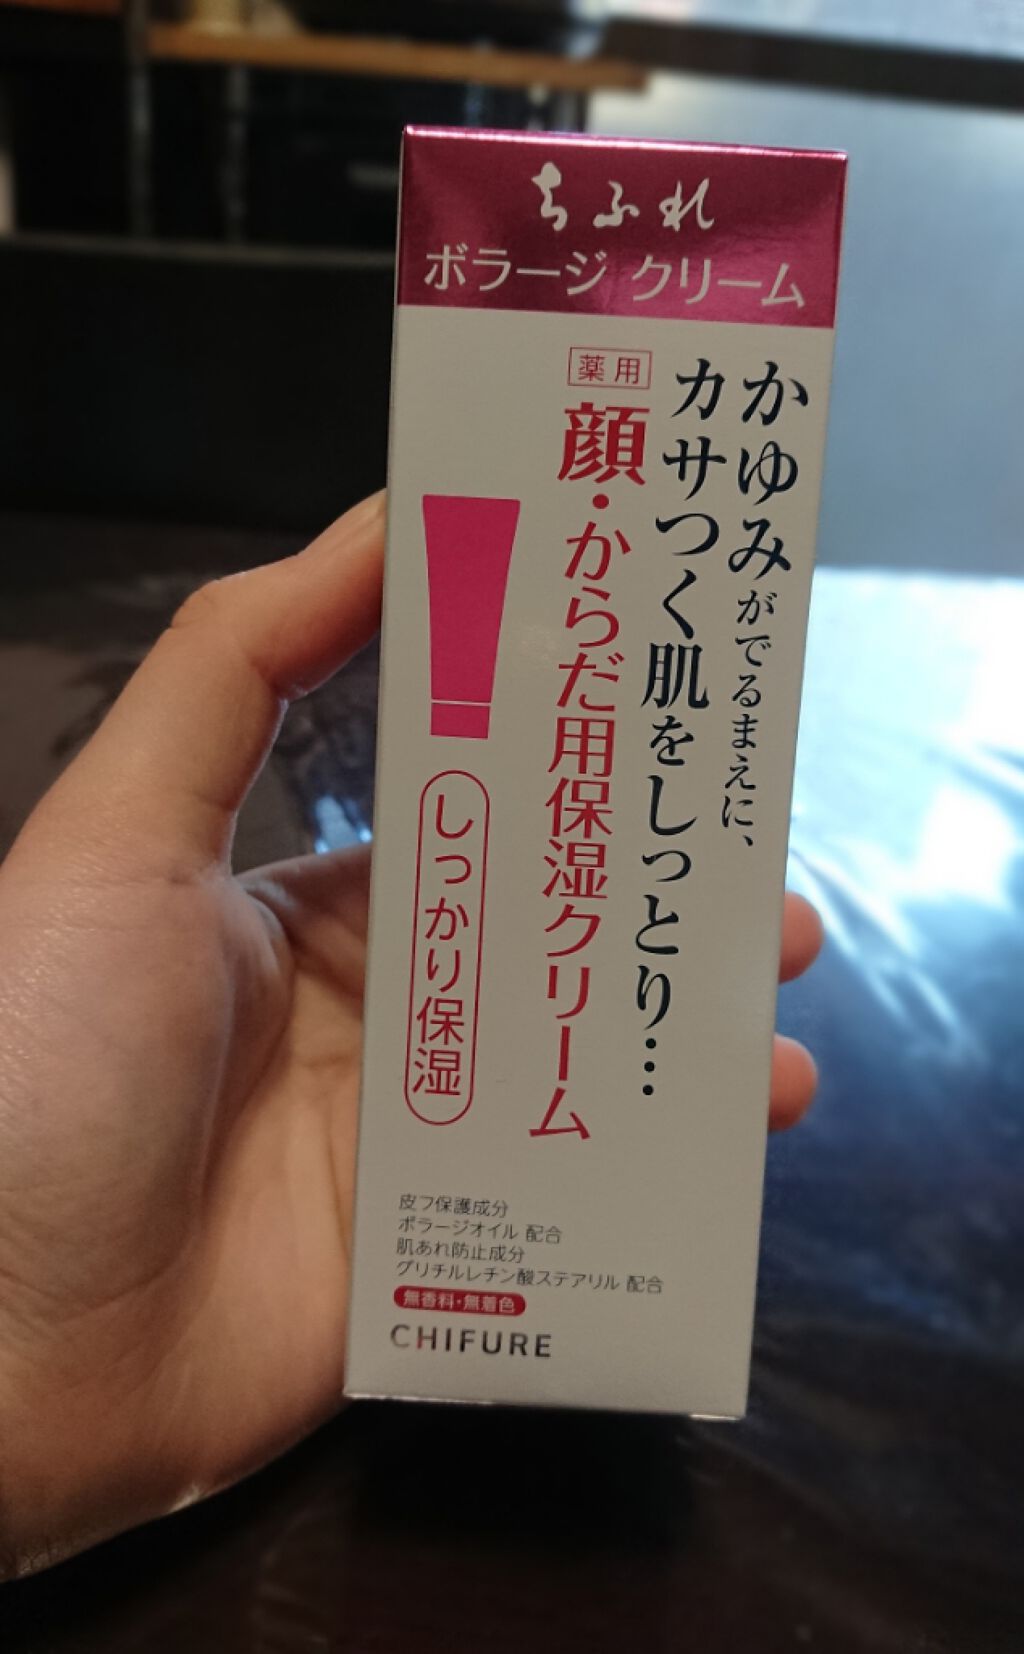 ちふれ
ボラージ クリーム
かゆみがでるまえに、
カサつく肌をしっとり…
薬用
顔・からだ用保湿クリーム
しっかり保湿
皮フ保護成分
ボラージオイル 配合
肌あれ防止成分
グリチルレチン酸ステアリル 配合
無香料・無着色
CHIFURE